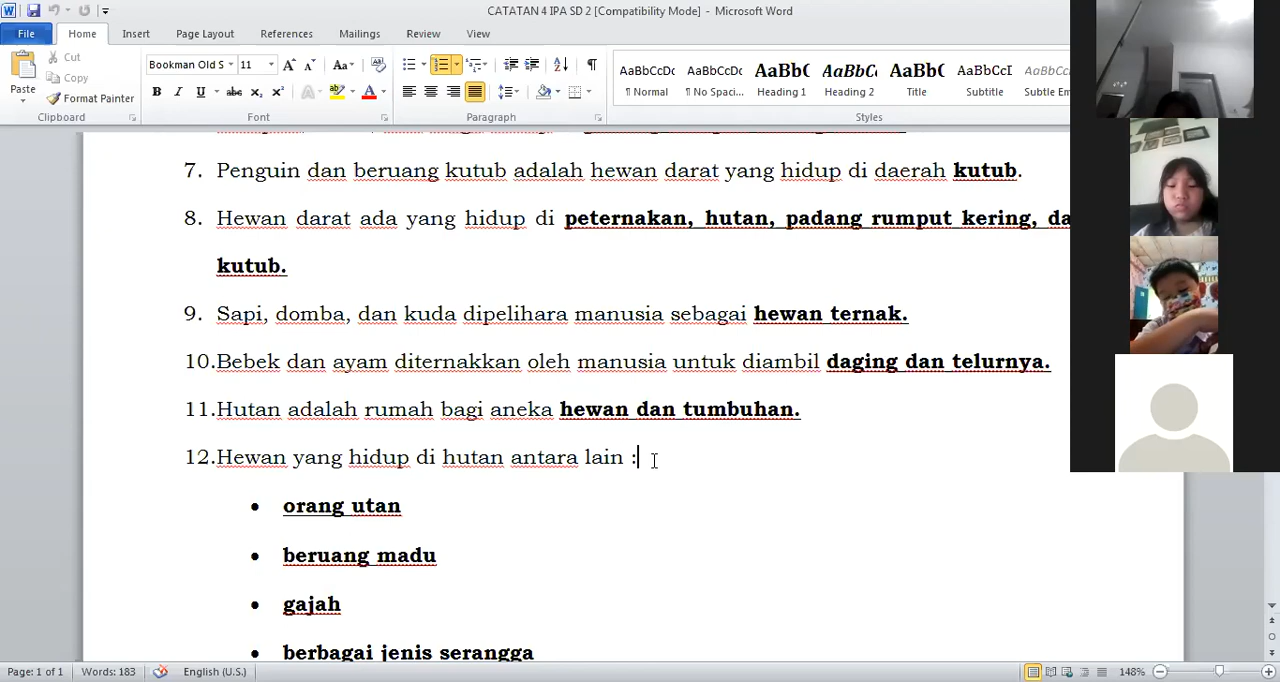 CATATAN 4 IPA SD 2 [Compatibility Mode] - Microsoft Word
File Home Insert Page Layout References Mailings Review View
Paste
Cut
Copy
Format Painter
Clipboard
Bookman Old S 11
Font
Paragraph
AaBbCcDc AaBbCcDc AaBbC AaBbCc AaBbC AaBbCcD AaBbCcD
¶ Normal ¶ No Spaci... Heading 1 Heading 2 Title Subtitle Subtle Em
Styles
7. Penguin dan beruang kutub adalah hewan darat yang hidup di daerah kutub.
8. Hewan darat ada yang hidup di peternakan, hutan, padang rumput kering, da
kutub.
9. Sapi, domba, dan kuda dipelihara manusia sebagai hewan ternak.
10. Bebek dan ayam diternakkan oleh manusia untuk diambil daging dan telurnya.
11. Hutan adalah rumah bagi aneka hewan dan tumbuhan.
12. Hewan yang hidup di hutan antara lain :
• orang utan
• beruang madu
• gajah
• berbagai jenis serangga
Page: 1 of 1 Words: 183 English (U.S.) 148%